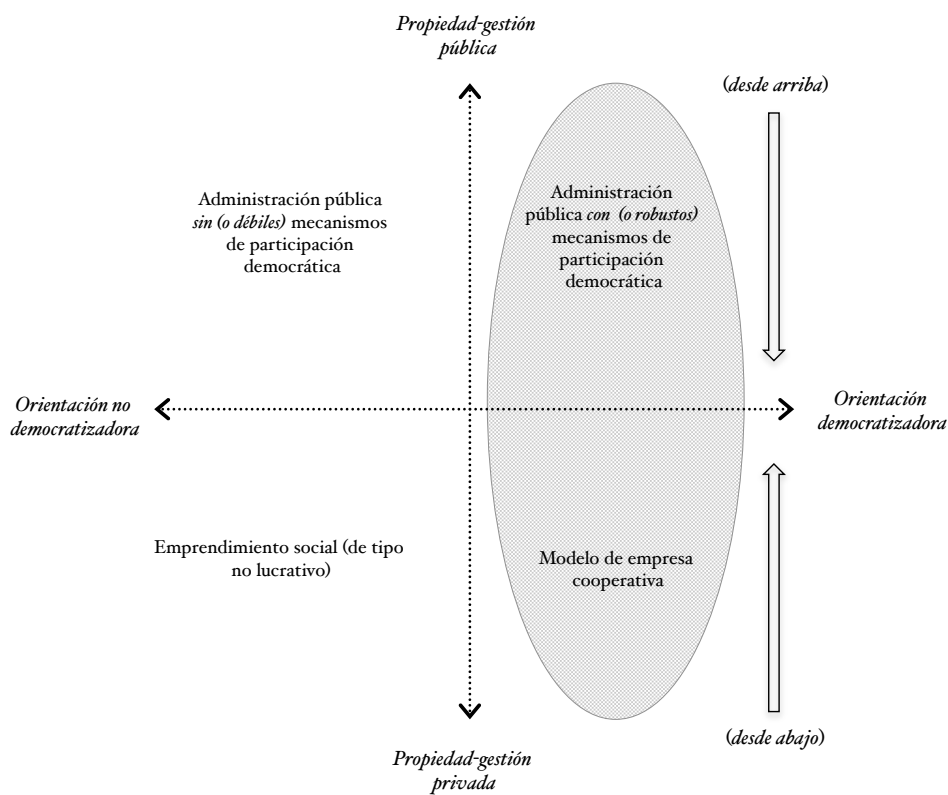 Propiedad-gestión
pública
(desde arriba)
Administración pública
sin (o débiles) mecanismos
de participación
democrática
Administración
pública con (o robustos)
mecanismos de
participación
democrática
Orientación no
democratizadora
Orientación
democratizadora
Emprendimiento social (de tipo
no lucrativo)
Modelo de empresa
cooperativa
(desde abajo)
Propiedad-gestión
privada